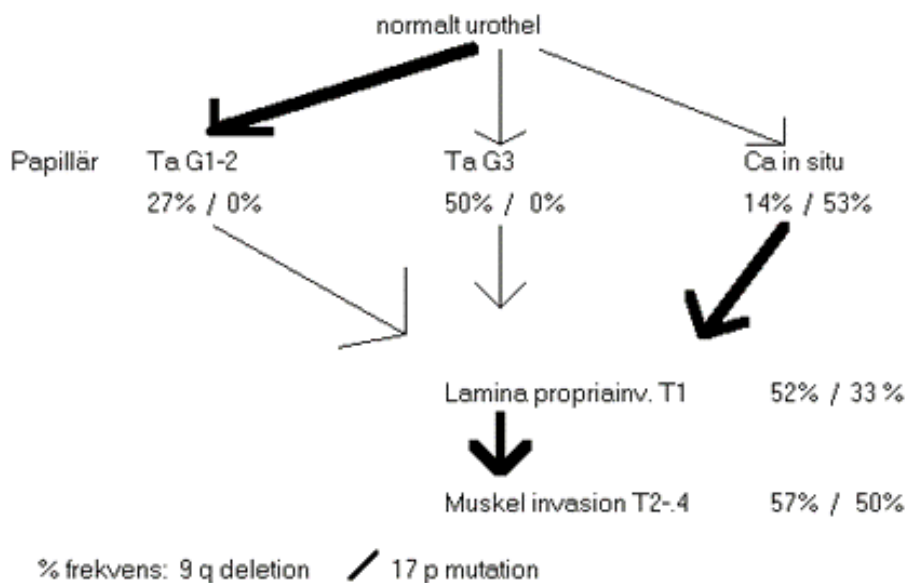 normalt urothel
Papillär Ta G1-2 Ta G3 Ca in situ
27% / 0% 50% / 0% 14% / 53%
Lamina propriainv. T1 52% / 33 %
Muskel invasion T2-.4 57% / 50%
% frekvens: 9 q deletion / 17 p mutation